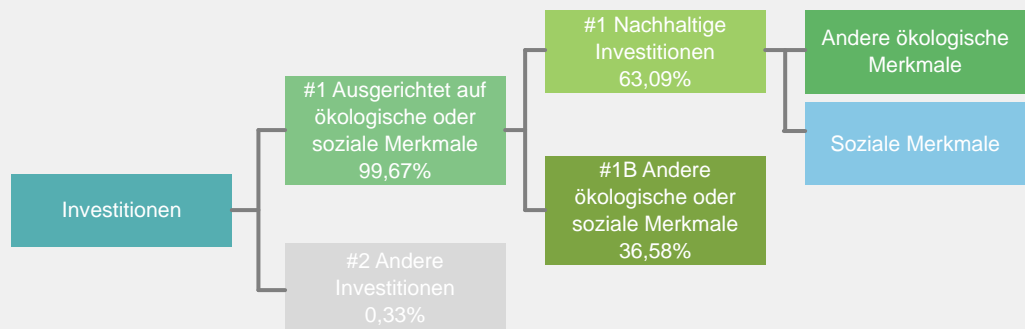 Investitionen
#1 Ausgerichtet auf
ökologische oder
soziale Merkmale
99,67%
#2 Andere
Investitionen
0,33%
#1 Nachhaltige
Investitionen
63,09%
#1B Andere
ökologische oder
soziale Merkmale
36,58%
Andere ökologische
Merkmale
Soziale Merkmale